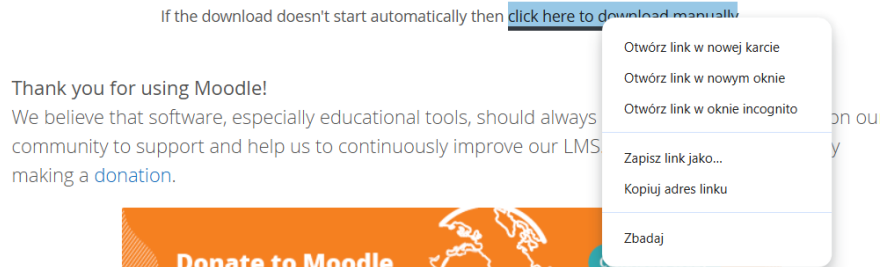 If the download doesn't start automatically then click here to download manually
Otwórz link w nowej karcie
Otwórz link w nowym oknie
Otwórz link w oknie incognito
Zapisz link jako...
Kopiuj adres linku
Zbadaj
Thank you for using Moodle!
We believe that software, especially educational tools, should always on ou
community to support and help us to continuously improve our LMS y
making a donation.
Donate to Moodle